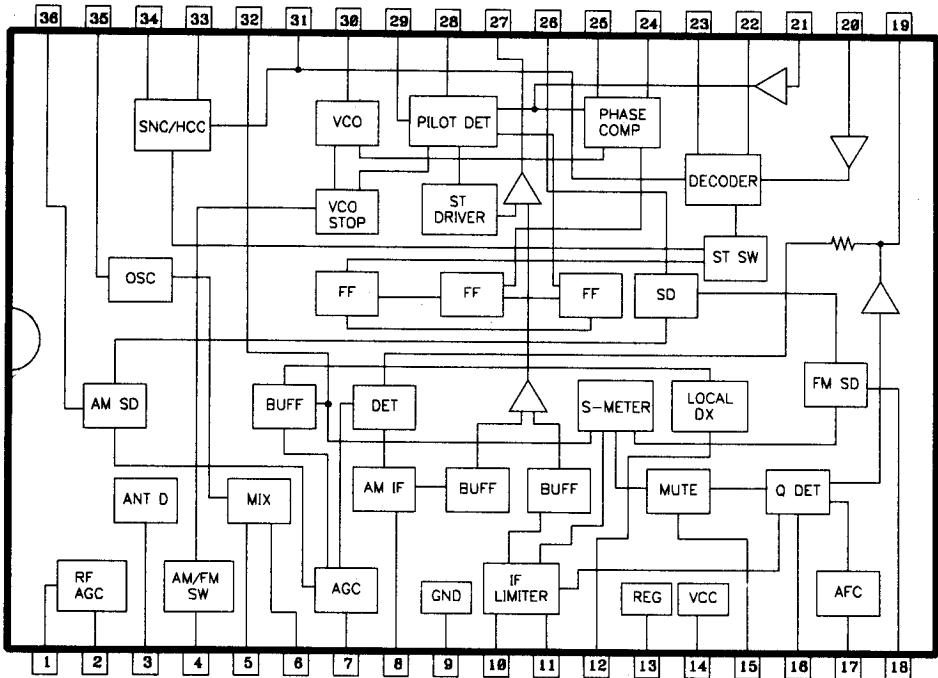 36 35 34 33 32 31 30 29 28 27 26 25 24 23 22 21 20 19
SNC/HCC
VCO
PILOT DET
PHASE
COMP
DECODER
VCO
STOP
ST
DRIVER
ST SW
OSC
FF
FF
FF
SD
AM SD
BUFF
DET
S-METER
LOCAL
DX
FM SD
ANT D
MIX
AM IF
BUFF
BUFF
MUTE
Q DET
RF
AGC
AM/FM
SW
AGC
GND
IF
LIMITER
REG
VCC
AFC
1 2 3 4 5 6 7 8 9 10 11 12 13 14 15 16 17 18